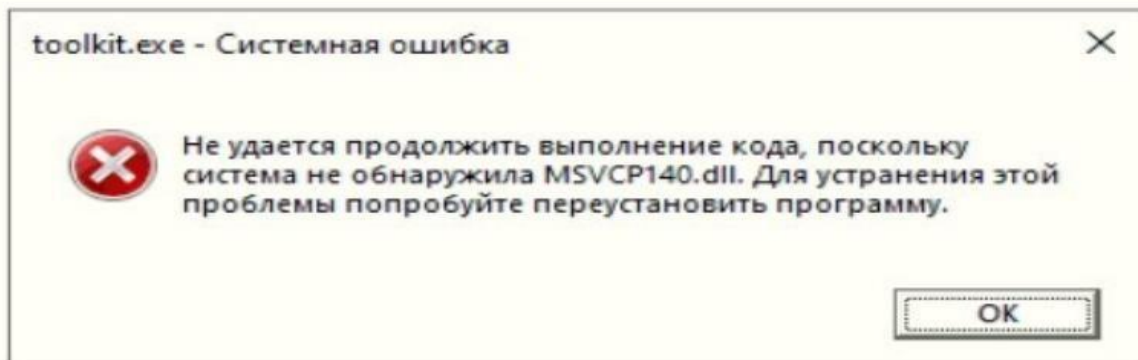 toolkit.exe - Системная ошибка
Не удается продолжить выполнение кода, поскольку
система не обнаружила MSVCP140.dll. Для устранения этой
проблемы попробуйте переустановить программу.
OK